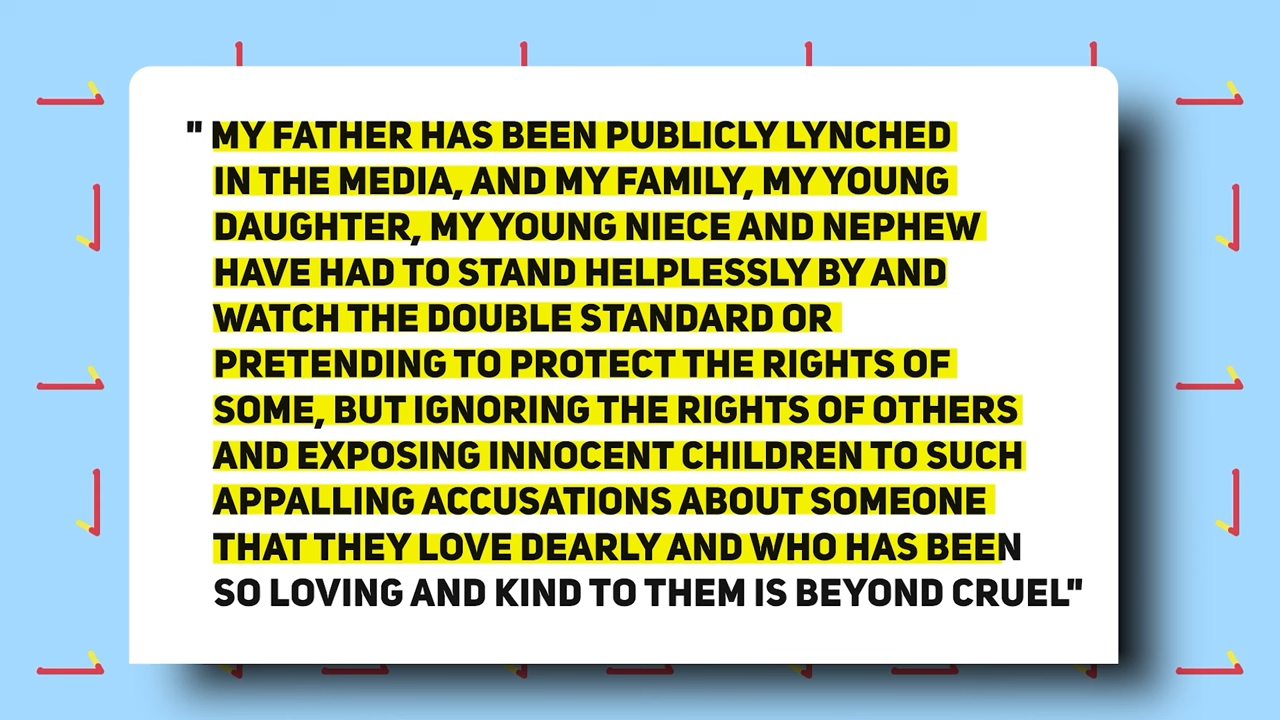 " MY FATHER HAS BEEN PUBLICLY LYNCHED
IN THE MEDIA, AND MY FAMILY, MY YOUNG
DAUGHTER, MY YOUNG NIECE AND NEPHEW
HAVE HAD TO STAND HELPLESSLY BY AND
WATCH THE DOUBLE STANDARD OR
PRETENDING TO PROTECT THE RIGHTS OF
SOME, BUT IGNORING THE RIGHTS OF OTHERS
AND EXPOSING INNOCENT CHILDREN TO SUCH
APPALLING ACCUSATIONS ABOUT SOMEONE
THAT THEY LOVE DEARLY AND WHO HAS BEEN
SO LOVING AND KIND TO THEM IS BEYOND CRUEL"